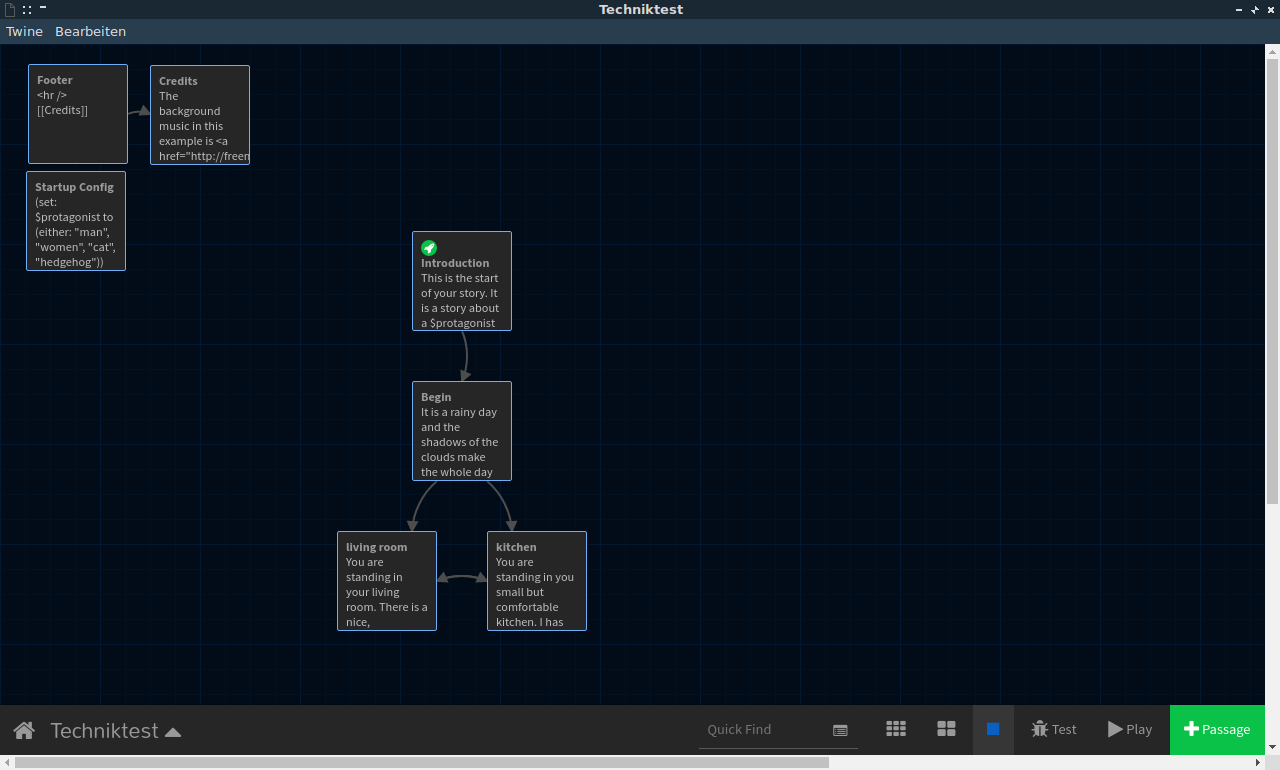 Techniktest
Twine Bearbeiten
Footer
<hr />
[[Credits]]
Credits
The
background
music in this
example is <a
href="http://freem
Startup Config
(set:
$protagonist to
(either: "man",
"women", "cat",
"hedgehog"))
Introduction
This is the start
of your story. It
is a story about
a $protagonist
Begin
It is a rainy day
and the
shadows of the
clouds make
the whole day
living room
You are
standing in
your living
room. There is a
nice,
kitchen
You are
standing in you
small but
comfortable
kitchen. I has
Techniktest
Quick Find
Test
Play
Passage